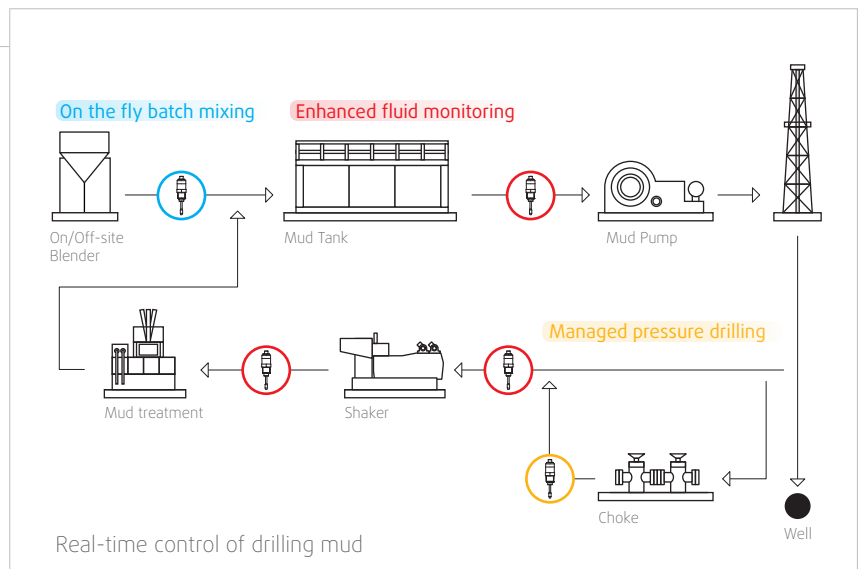 On the fly batch mixing
Enhanced fluid monitoring
On/Off-site
Blender
Mud Tank
Mud Pump
Managed pressure drilling
Mud treatment
Shaker
Choke
Well
Real-time control of drilling mud